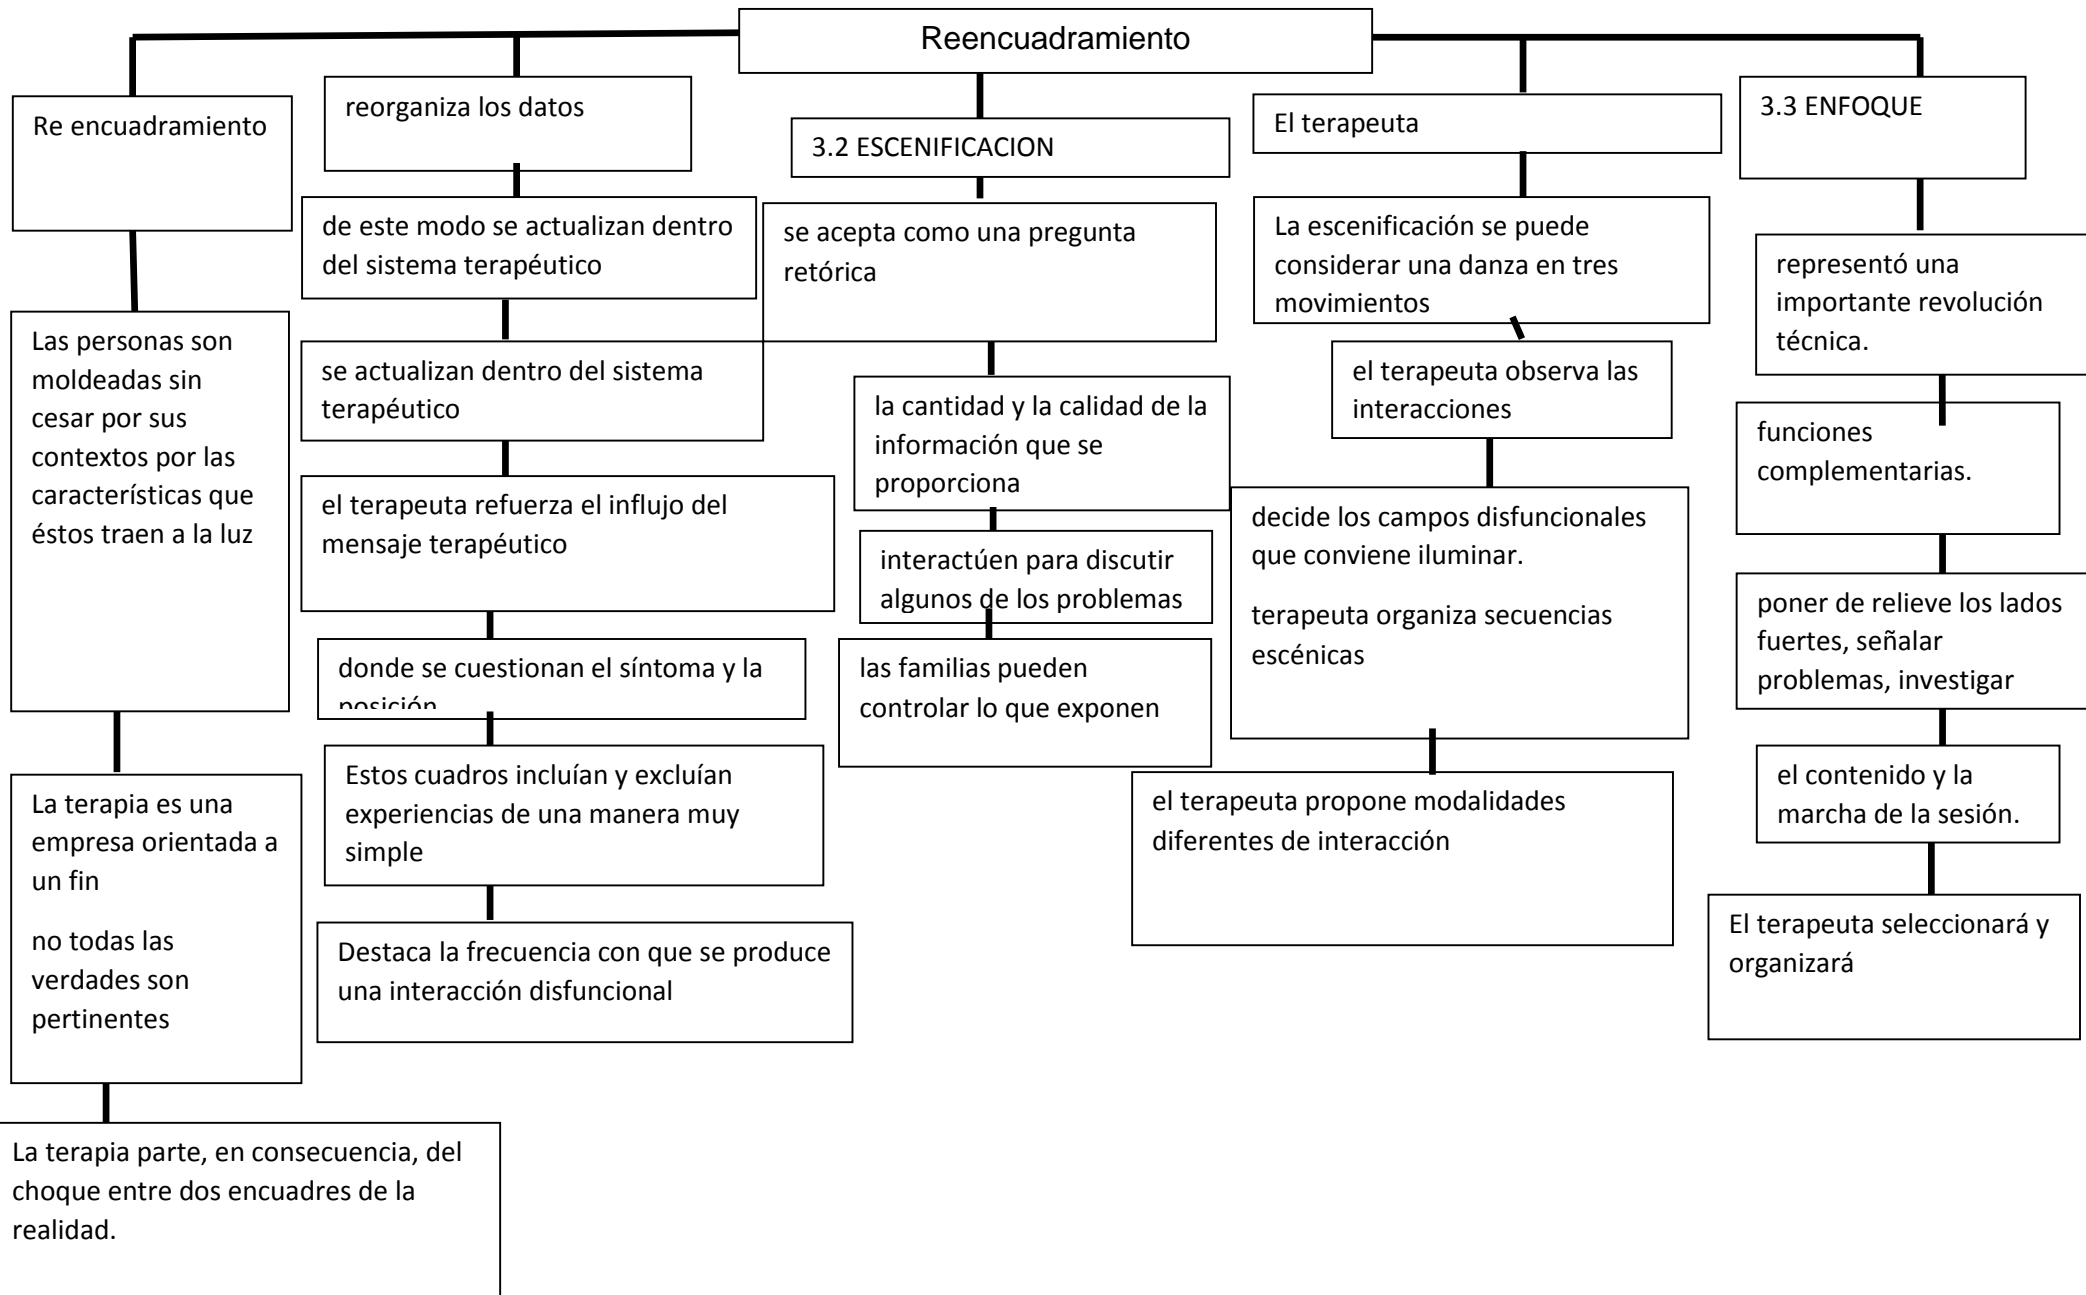 Reencuadramiento
Re encuadramiento
Las personas son
moldeadas sin
cesar por sus
contextos por las
características que
éstos traen a la luz
La terapia es una
empresa orientada a
un fin
no todas las
verdades son
pertinentes
La terapia parte, en consecuencia, del
choque entre dos encuadres de la
realidad.
reorganiza los datos
de este modo se actualizan dentro
del sistema terapéutico
se actualizan dentro del sistema
terapéutico
el terapeuta refuerza el influjo del
mensaje terapéutico
donde se cuestionan el síntoma y la
posición
Estos cuadros incluían y excluían
experiencias de una manera muy
simple
Destaca la frecuencia con que se produce
una interacción disfuncional
3.2 ESCENIFICACION
se acepta como una pregunta
retórica
la cantidad y la calidad de la
información que se
proporciona
interactúen para discutir
algunos de los problemas
las familias pueden
controlar lo que exponen
El terapeuta
La escenificación se puede
considerar una danza en tres
movimientos
el terapeuta observa las
interacciones
decide los campos disfuncionales
que conviene iluminar.
terapeuta organiza secuencias
escénicas
el terapeuta propone modalidades
diferentes de interacción
3.3 ENFOQUE
representó una
importante revolución
técnica.
funciones
complementarias.
poner de relieve los lados
fuertes, señalar
problemas, investigar
el contenido y la
marcha de la sesión.
El terapeuta seleccionará y
organizará